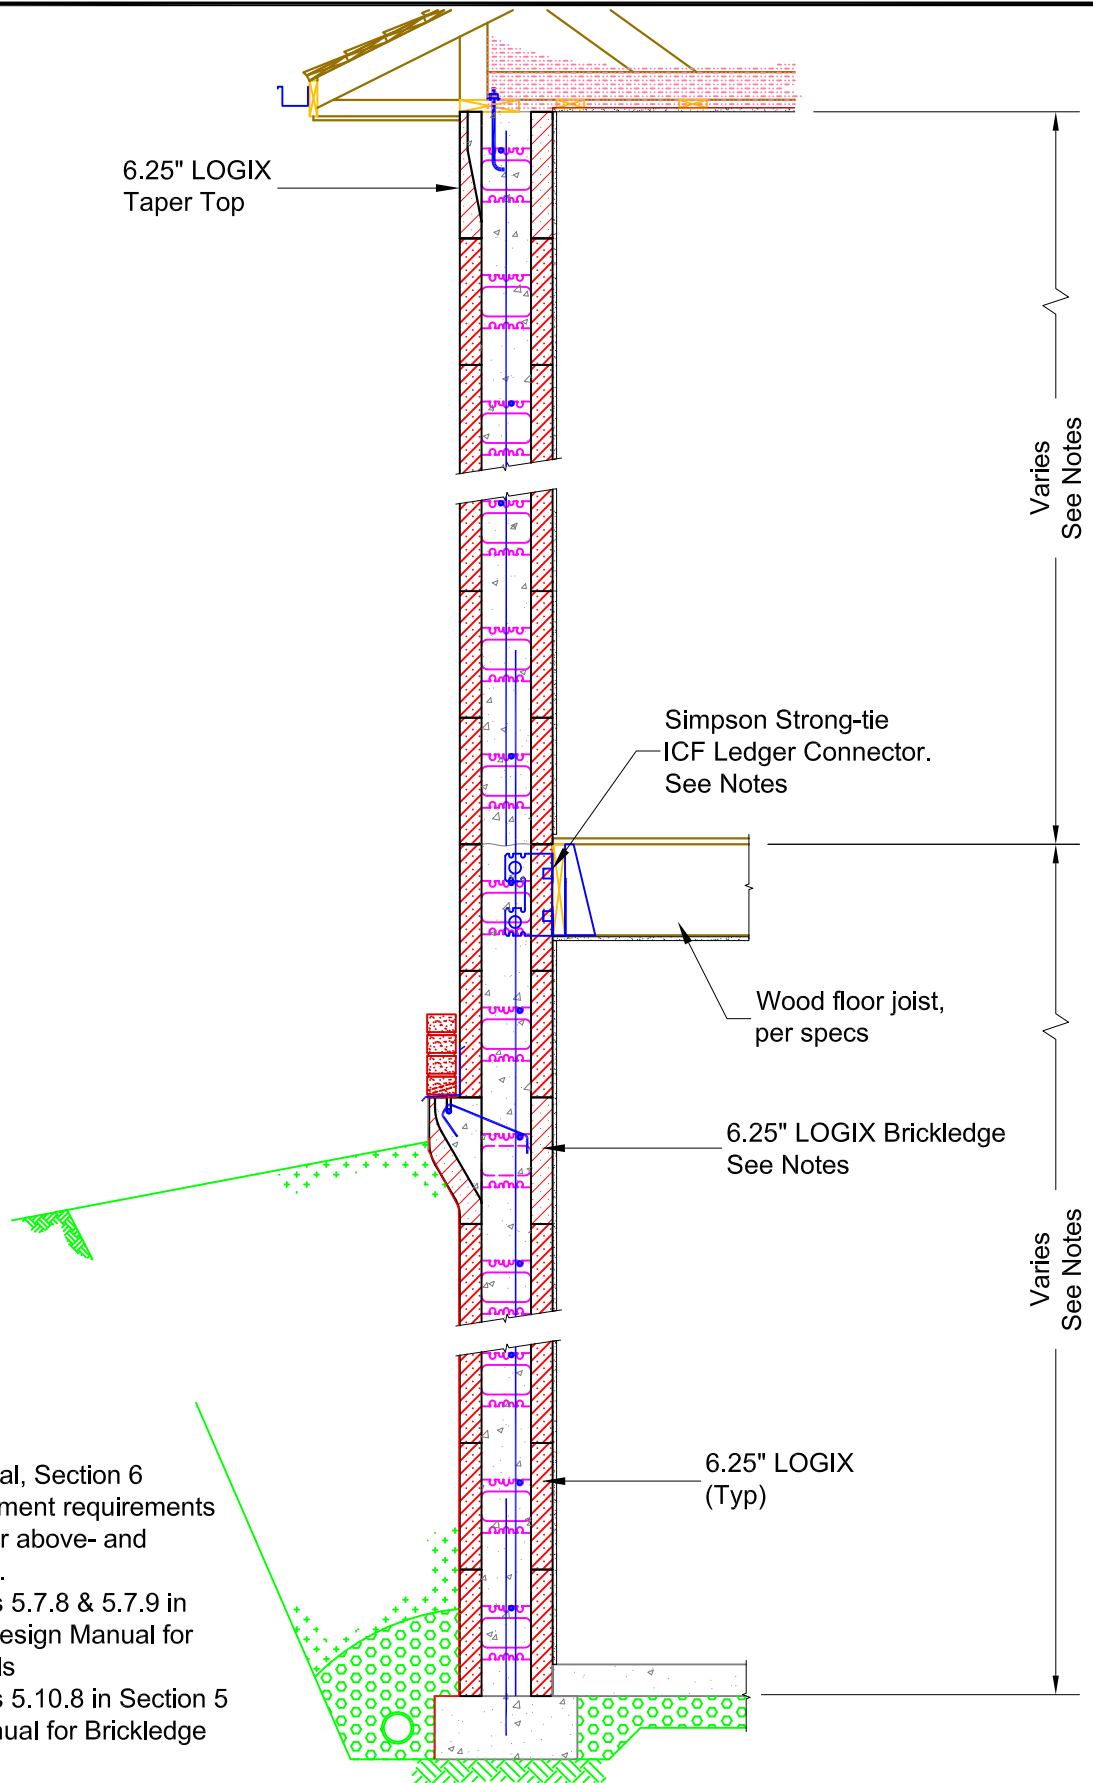 6.25" LOGIX
Taper Top
Varies
See Notes
Simpson Strong-tie
ICF Ledger Connector.
See Notes
Wood floor joist,
per specs
6.25" LOGIX Brickledge
See Notes
Varies
See Notes
6.25" LOGIX
(Typ)
al, Section 6
ment requirements
r above- and
.
s 5.7.8 & 5.7.9 in
esign Manual for
ls
s 5.10.8 in Section 5
nual for Brickledge